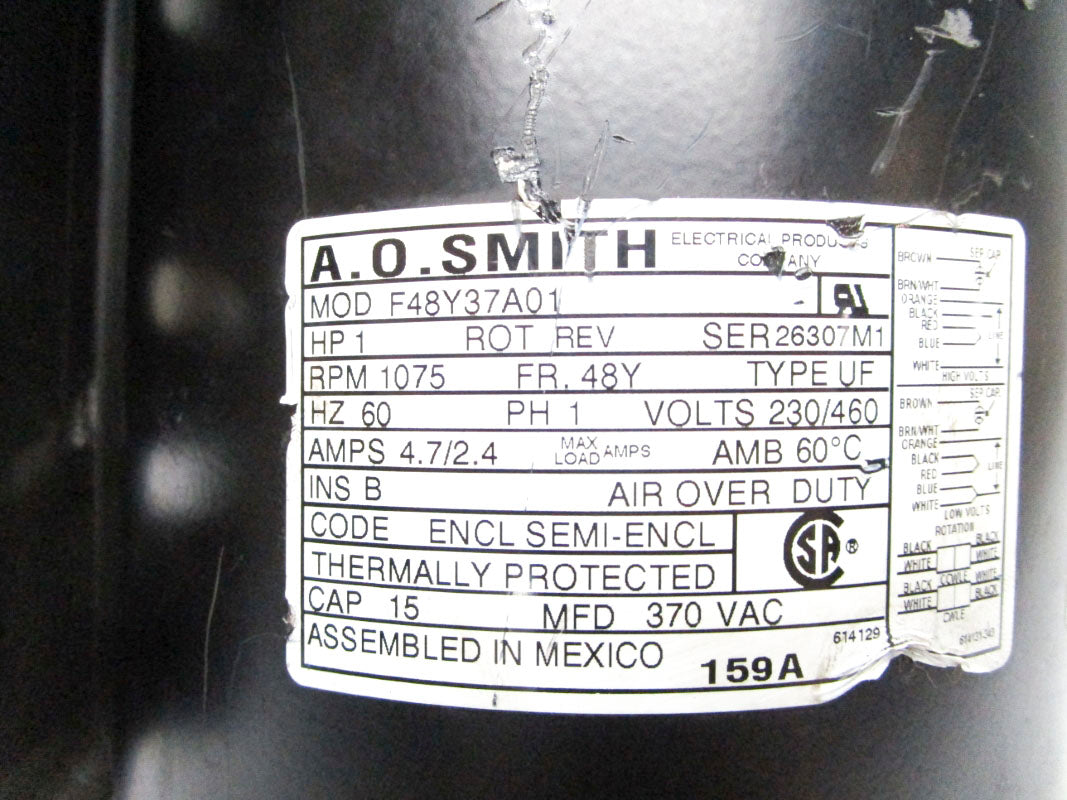 A.O.SMITH ELECTRICAL PRODUCTS
COMPANY
MOD F48Y37A01
HP 1 ROT REV SER 26307M1
RPM 1075 FR. 48Y TYPE UF
HZ 60 PH 1 VOLTS 230/460
AMPS 4.7/2.4 MAX LOAD AMPS AMB 60°C
INS B AIR OVER DUTY
CODE ENCL SEMI-ENCL
THERMALLY PROTECTED
SA ®
CAP 15 MFD 370 VAC
ASSEMBLED IN MEXICO 614129
159A
BROWN SER CAP
BRN/WHT
ORANGE
BLACK
RED LINE
BLUE
WHITE
HIGH VOLTS
BROWN SER CAP
BRN/WHT
ORANGE
BLACK
RED LINE
BLUE
WHITE
LOW VOLTS
ROTATION
BLACK BLACK
WHITE WHITE
CCWLE
BLACK WHITE
WHITE BLACK
CWLE